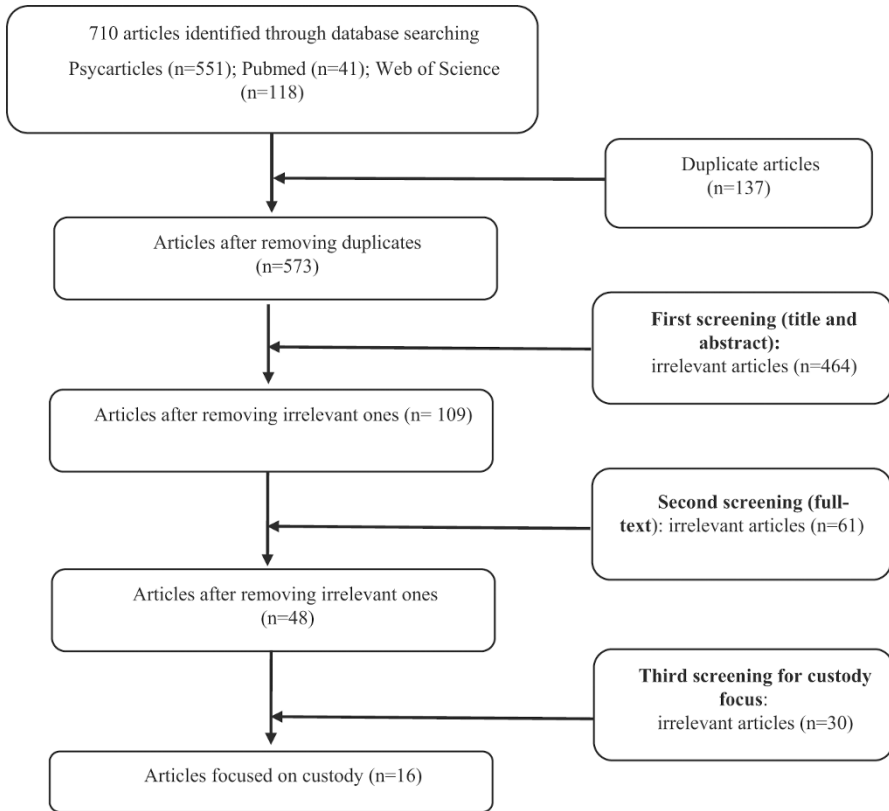 710 articles identified through database searching
Psycarticles (n=551); Pubmed (n=41); Web of Science
(n=118)
Duplicate articles
(n=137)
Articles after removing duplicates
(n=573)
First screening (title and
abstract):
irrelevant articles (n=464)
Articles after removing irrelevant ones (n= 109)
Second screening (full-
text): irrelevant articles (n=61)
Articles after removing irrelevant ones
(n=48)
Third screening for custody
focus:
irrelevant articles (n=30)
Articles focused on custody (n=16)